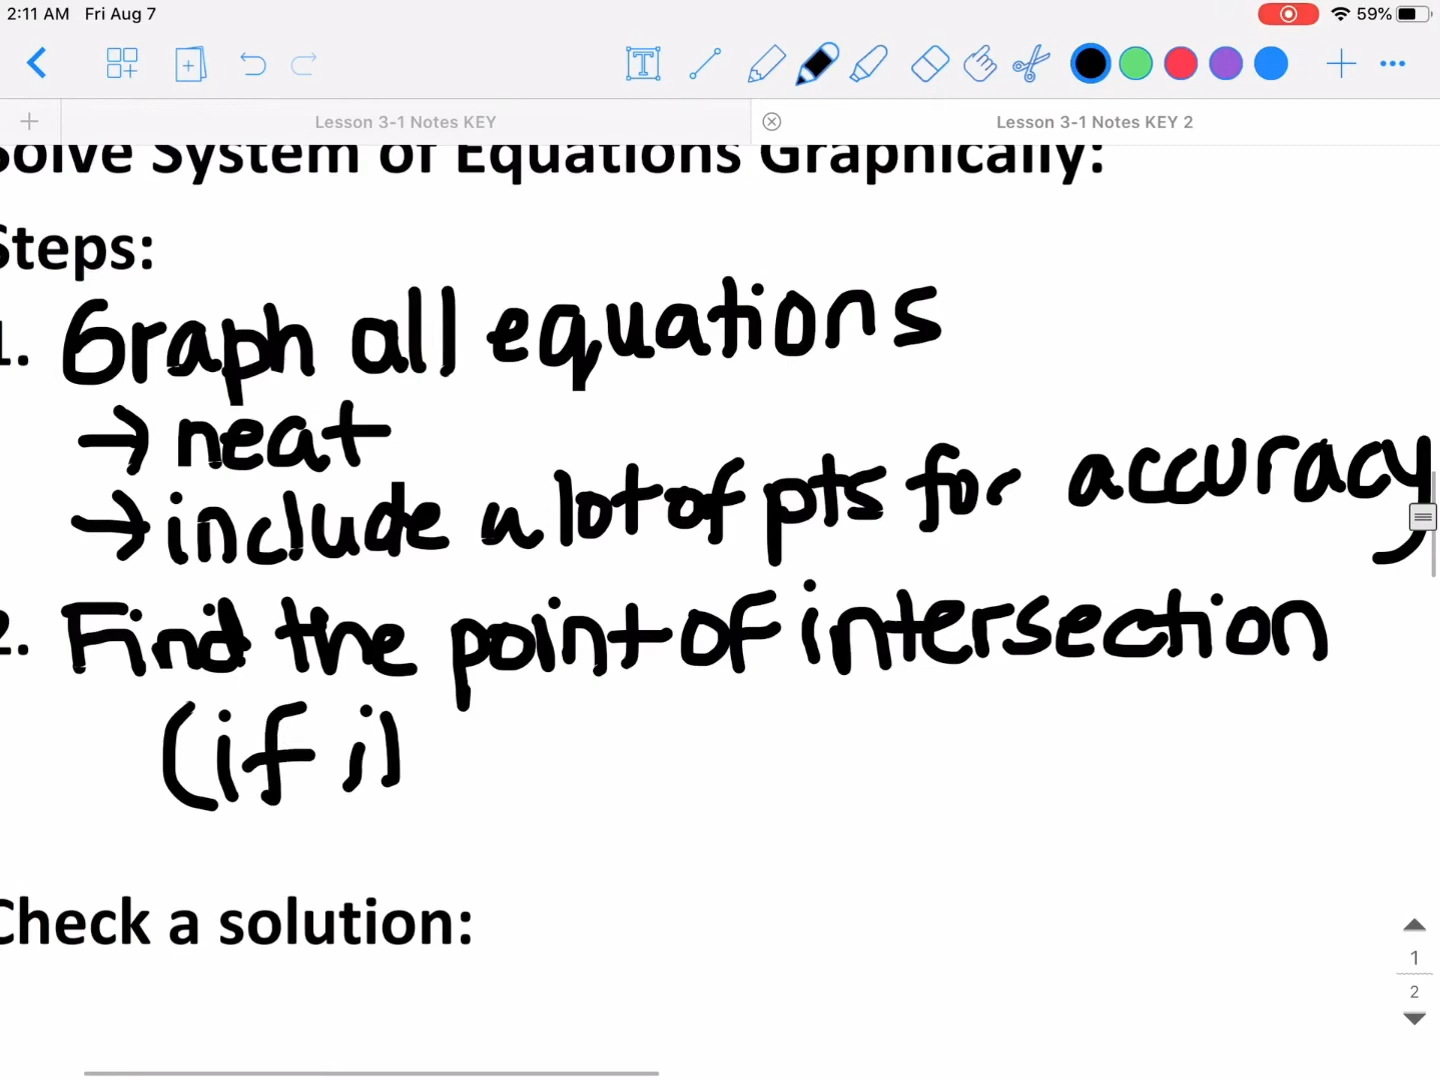 2:11 AM Fri Aug 7
59%
T
Lesson 3-1 Notes KEY
Lesson 3-1 Notes KEY 2
Solve System of Equations Graphically:
Steps:
1. Graph all equations
→ neat
→ include a lot of pts for accuracy
2. Find the point of intersection
(if i
Check a solution:
1
2